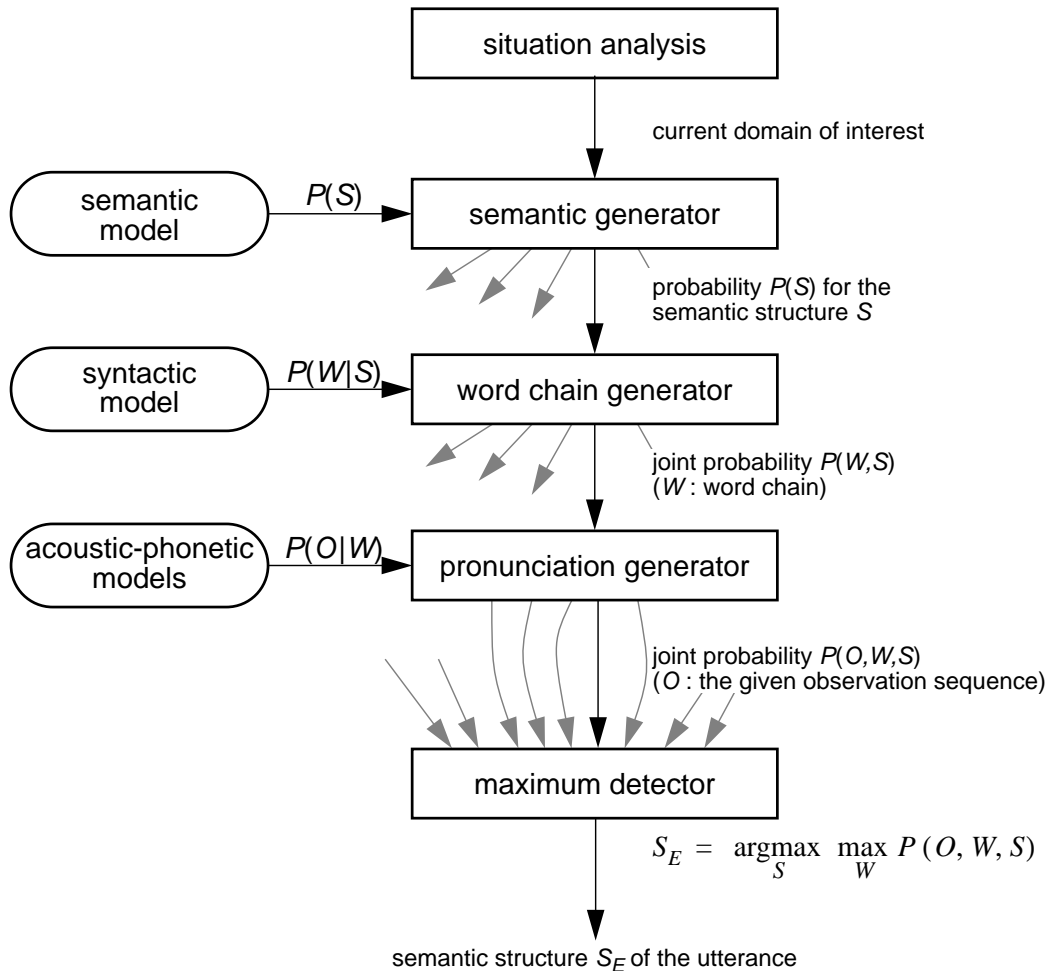 situation analysis
current domain of interest
semantic
model
P(S)
semantic generator
probability P(S) for the
semantic structure S
syntactic
model
P(W|S)
word chain generator
joint probability P(W,S)
(W : word chain)
acoustic-phonetic
models
P(O|W)
pronunciation generator
joint probability P(O,W,S)
(O : the given observation sequence)
maximum detector
S_E = argmax max P (O, W, S)
S W
semantic structure S_E of the utterance